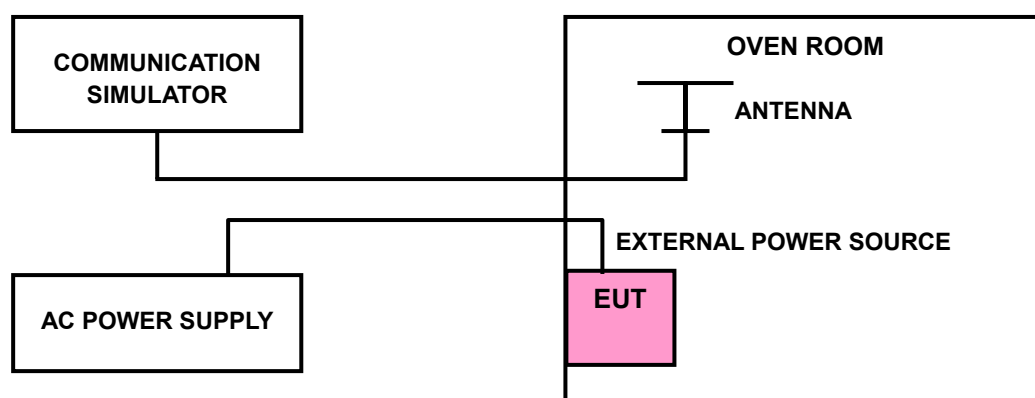 COMMUNICATION
SIMULATOR
OVEN ROOM
ANTENNA
EXTERNAL POWER SOURCE
AC POWER SUPPLY
EUT